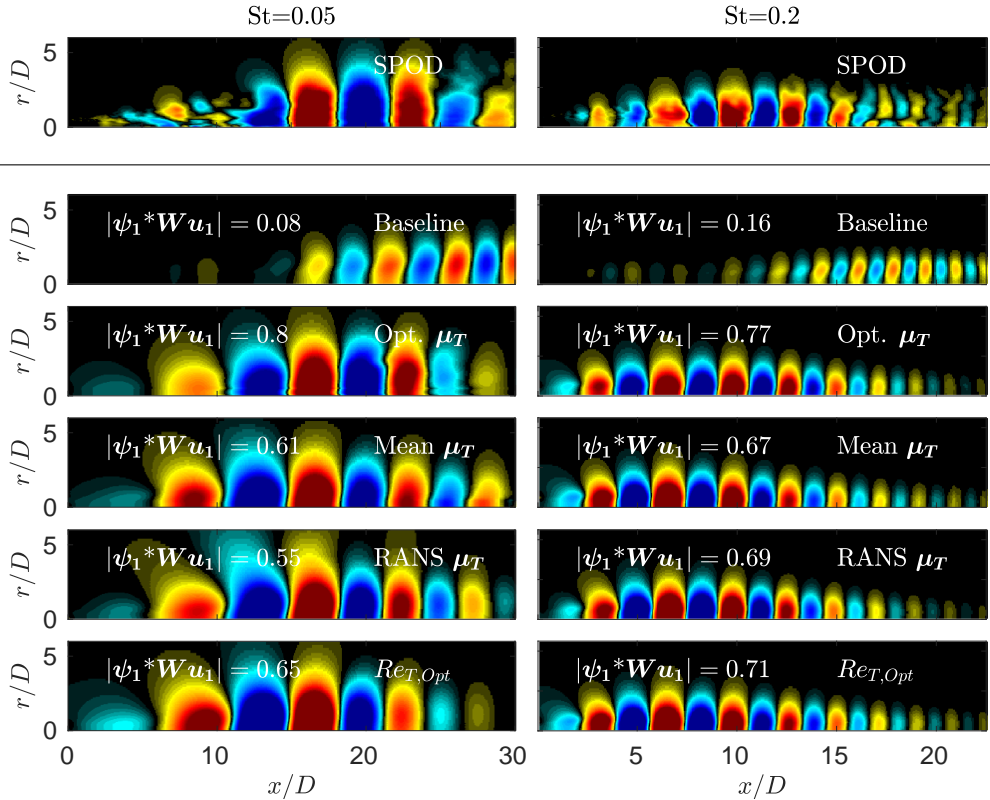 St=0.05 St=0.2
r/D 5 SPOD SPOD
0
r/D 5 |ψ₁*Wu₁| = 0.08 Baseline |ψ₁*Wu₁| = 0.16 Baseline
0
r/D 5 |ψ₁*Wu₁| = 0.8 Opt. μ_T |ψ₁*Wu₁| = 0.77 Opt. μ_T
0
r/D 5 |ψ₁*Wu₁| = 0.61 Mean μ_T |ψ₁*Wu₁| = 0.67 Mean μ_T
0
r/D 5 |ψ₁*Wu₁| = 0.55 RANS μ_T |ψ₁*Wu₁| = 0.69 RANS μ_T
0
r/D 5 |ψ₁*Wu₁| = 0.65 Re_{T,Opt} |ψ₁*Wu₁| = 0.71 Re_{T,Opt}
0
0 10 20 30 5 10 15 20
x/D x/D